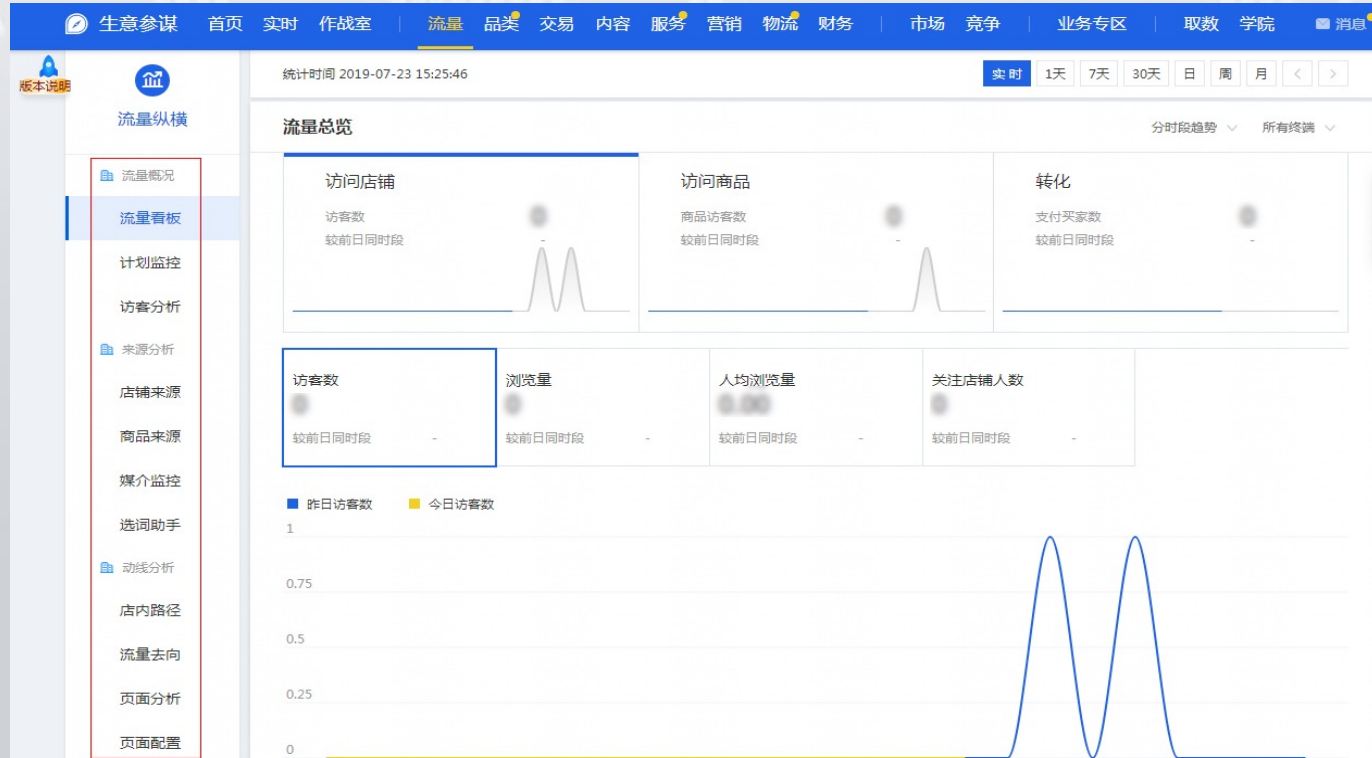 生意参谋 首页 实时 作战室 流量 品类 交易 内容 服务 营销 物流 财务 市场 竞争 业务专区 取数 学院 消息
版本说明
流量纵横
流量概况
流量看板
计划监控
访客分析
来源分析
店铺来源
商品来源
媒介监控
选词助手
动线分析
店内路径
流量去向
页面分析
页面配置
统计时间 2019-07-23 15:25:46 实时 1天 7天 30天 日 周 月 < >
流量总览 分时段趋势 所有终端
访问店铺 访问商品 转化
访客数 0 商品访客数 0 支付买家数 0
较前日同时段 - 较前日同时段 - 较前日同时段 -
访客数 浏览量 人均浏览量 关注店铺人数
0 0 0.00 0
较前日同时段 - 较前日同时段 - 较前日同时段 - 较前日同时段 -
昨日访客数 今日访客数
1
0.75
0.5
0.25
0